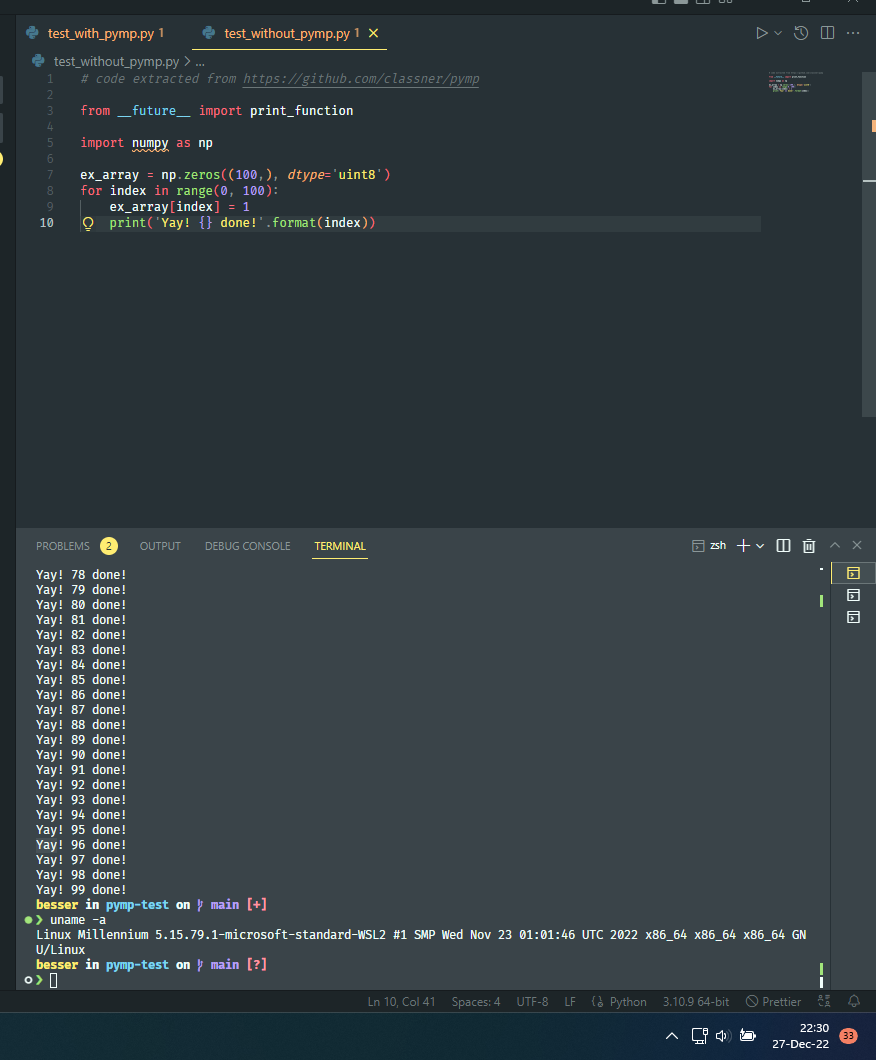 test_with_pymp.py 1
test_without_pymp.py 1
test_without_pymp.py > ...
1 # code extracted from https://github.com/classner/pymp
2
3 from __future__ import print_function
4
5 import numpy as np
6
7 ex_array = np.zeros((100,), dtype='uint8')
8 for index in range(0, 100):
9     ex_array[index] = 1
10     print('Yay! {} done!'.format(index))
PROBLEMS 2 OUTPUT DEBUG CONSOLE TERMINAL zsh
Yay! 78 done!
Yay! 79 done!
Yay! 80 done!
Yay! 81 done!
Yay! 82 done!
Yay! 83 done!
Yay! 84 done!
Yay! 85 done!
Yay! 86 done!
Yay! 87 done!
Yay! 88 done!
Yay! 89 done!
Yay! 90 done!
Yay! 91 done!
Yay! 92 done!
Yay! 93 done!
Yay! 94 done!
Yay! 95 done!
Yay! 96 done!
Yay! 97 done!
Yay! 98 done!
Yay! 99 done!
besser in pymp-test on main [+]
❯ uname -a
Linux Millennium 5.15.79.1-microsoft-standard-WSL2 #1 SMP Wed Nov 23 01:01:46 UTC 2022 x86_64 x86_64 x86_64 GN
U/Linux
besser in pymp-test on main [?]
❯
Ln 10, Col 41 Spaces: 4 UTF-8 LF Python 3.10.9 64-bit Prettier
22:30
27-Dec-22
33